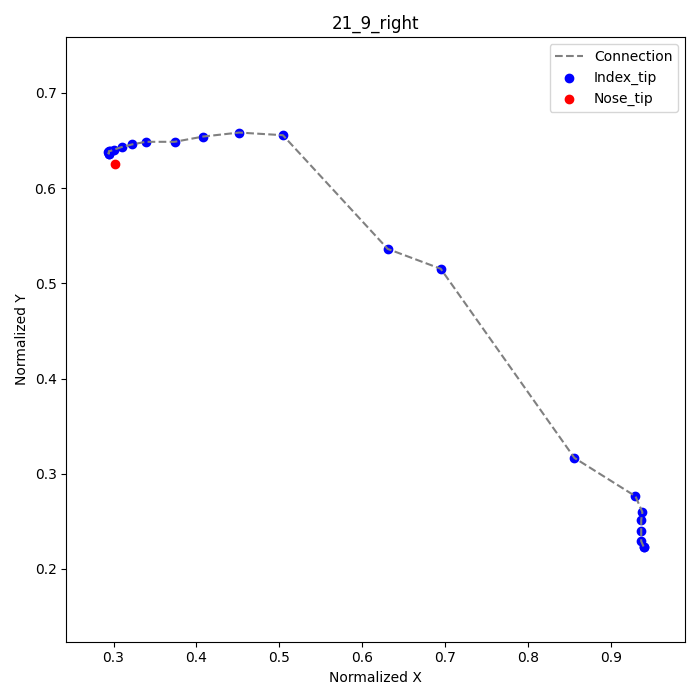 21_9_right
Connection
Index_tip
Nose_tip
0.7
0.6
0.5
0.4
0.3
0.2
Normalized Y
0.3
0.4
0.5
0.6
0.7
0.8
0.9
Normalized X